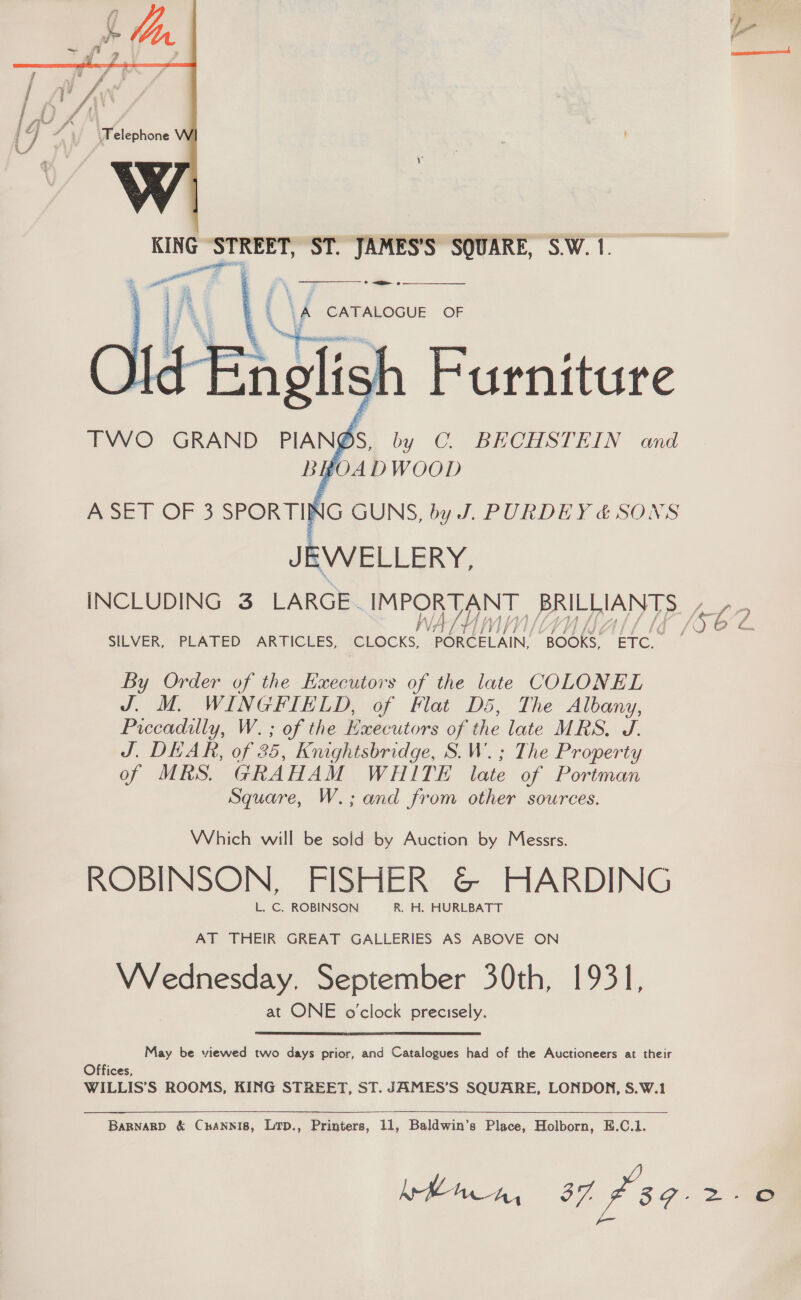 Telephone W
W
KING STREET, ST. JAMES'S SQUARE, S.W. 1.
A CATALOGUE OF
Old English Furniture
TWO GRAND PIANOS, by C. BECHSTEIN and
BROADWOOD
A SET OF 3 SPORTING GUNS, by J. PURDEY & SONS
JEWELLERY,
INCLUDING 3 LARGE IMPORTANT BRILLIANTS
SILVER, PLATED ARTICLES, CLOCKS, PORCELAIN, BOOKS, ETC.
By Order of the Executors of the late COLONEL
J. M. WINGFIELD, of Flat D5, The Albany,
Piccadilly, W. ; of the Executors of the late MRS. J.
J. DEAR, of 35, Knightsbridge, S.W. ; The Property
of MRS. GRAHAM WHITE late of Portman
Square, W. ; and from other sources.
Which will be sold by Auction by Messrs.
ROBINSON, FISHER & HARDING
L. C. ROBINSON R. H. HURLBATT
AT THEIR GREAT GALLERIES AS ABOVE ON
Wednesday, September 30th, 1931,
at ONE o'clock precisely.
May be viewed two days prior, and Catalogues had of the Auctioneers at their
Offices,
WILLIS'S ROOMS, KING STREET, ST. JAMES'S SQUARE, LONDON, S.W.1
BARNARD & CHANNIS, LTD., Printers, 11, Baldwin's Place, Holborn, E.C.1.
37. £39-2-0